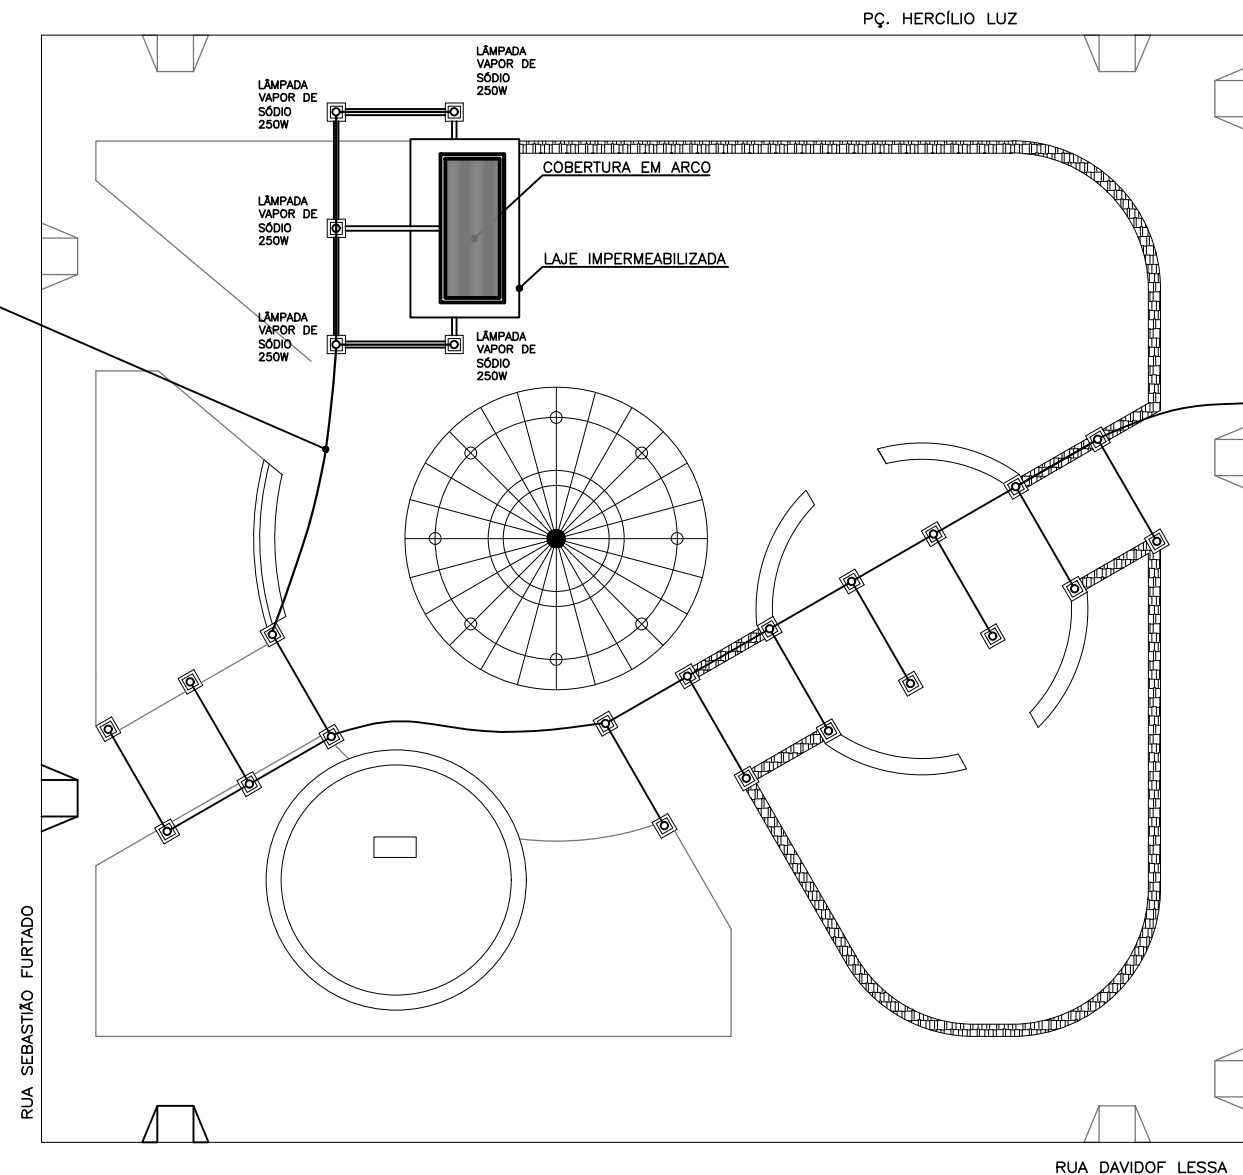 PÇ. HERCÍLIO LUZ
LÂMPADA
VAPOR DE
SÓDIO
250W
LÂMPADA
VAPOR DE
SÓDIO
250W
COBERTURA EM ARCO
LÂMPADA
VAPOR DE
SÓDIO
250W
LAJE IMPERMEABILIZADA
LÂMPADA
VAPOR DE
SÓDIO
250W
LÂMPADA
VAPOR DE
SÓDIO
250W
RUA SEBASTIÃO FURTADO
RUA DAVIDOF LESSA